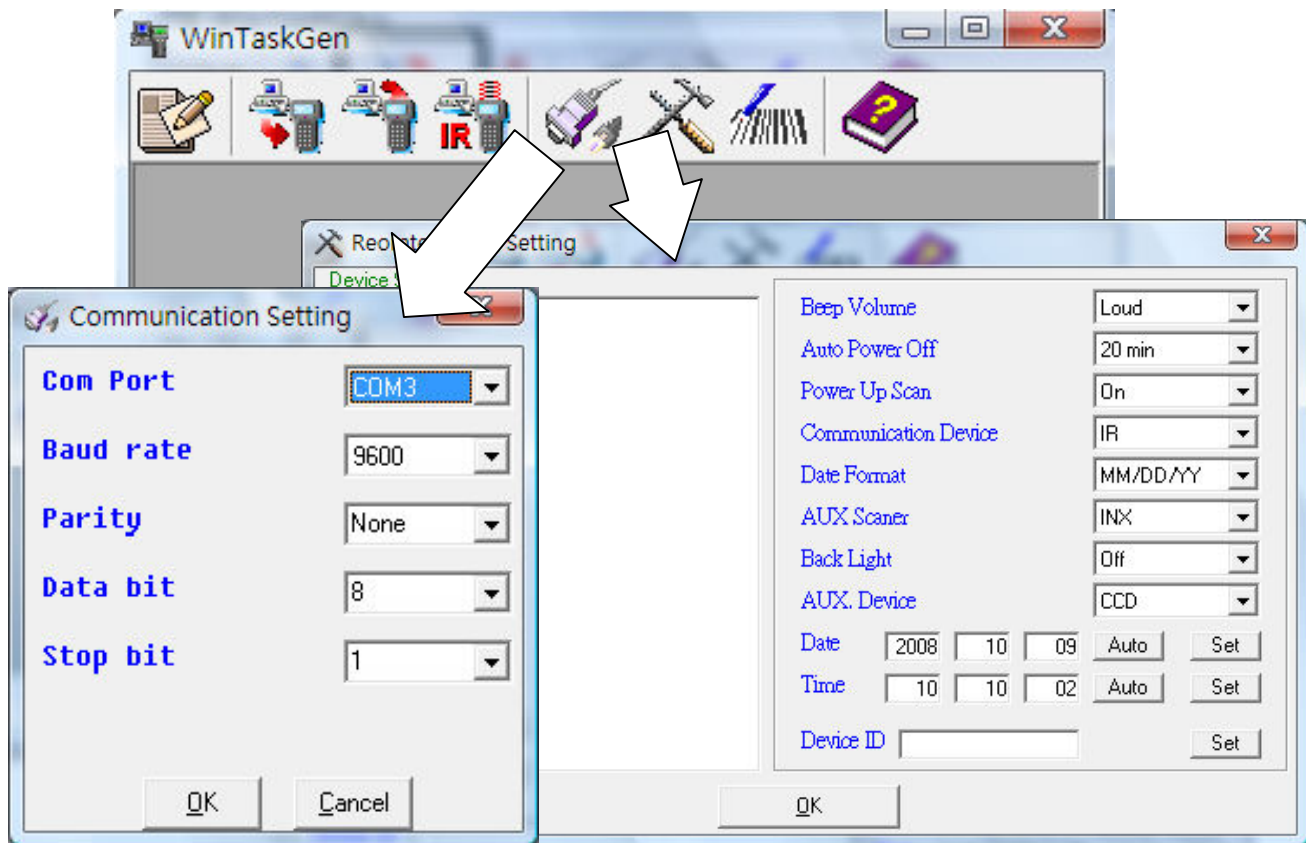 WinTaskGen
IR
Setting
Device
Communication Setting
Com Port COM3
Baud rate 9600
Parity None
Data bit 8
Stop bit 1
OK Cancel
Beep Volume Loud
Auto Power Off 20 min
Power Up Scan On
Communication Device IR
Date Format MM/DD/YY
AUX Scaner INX
Back Light Off
AUX. Device CCD
Date 2008 10 09 Auto Set
Time 10 10 02 Auto Set
Device ID Set
OK